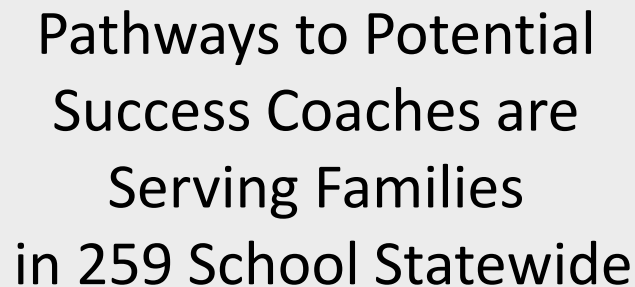 Pathways to Potential
Success Coaches are
Serving Families
in 259 School Statewide